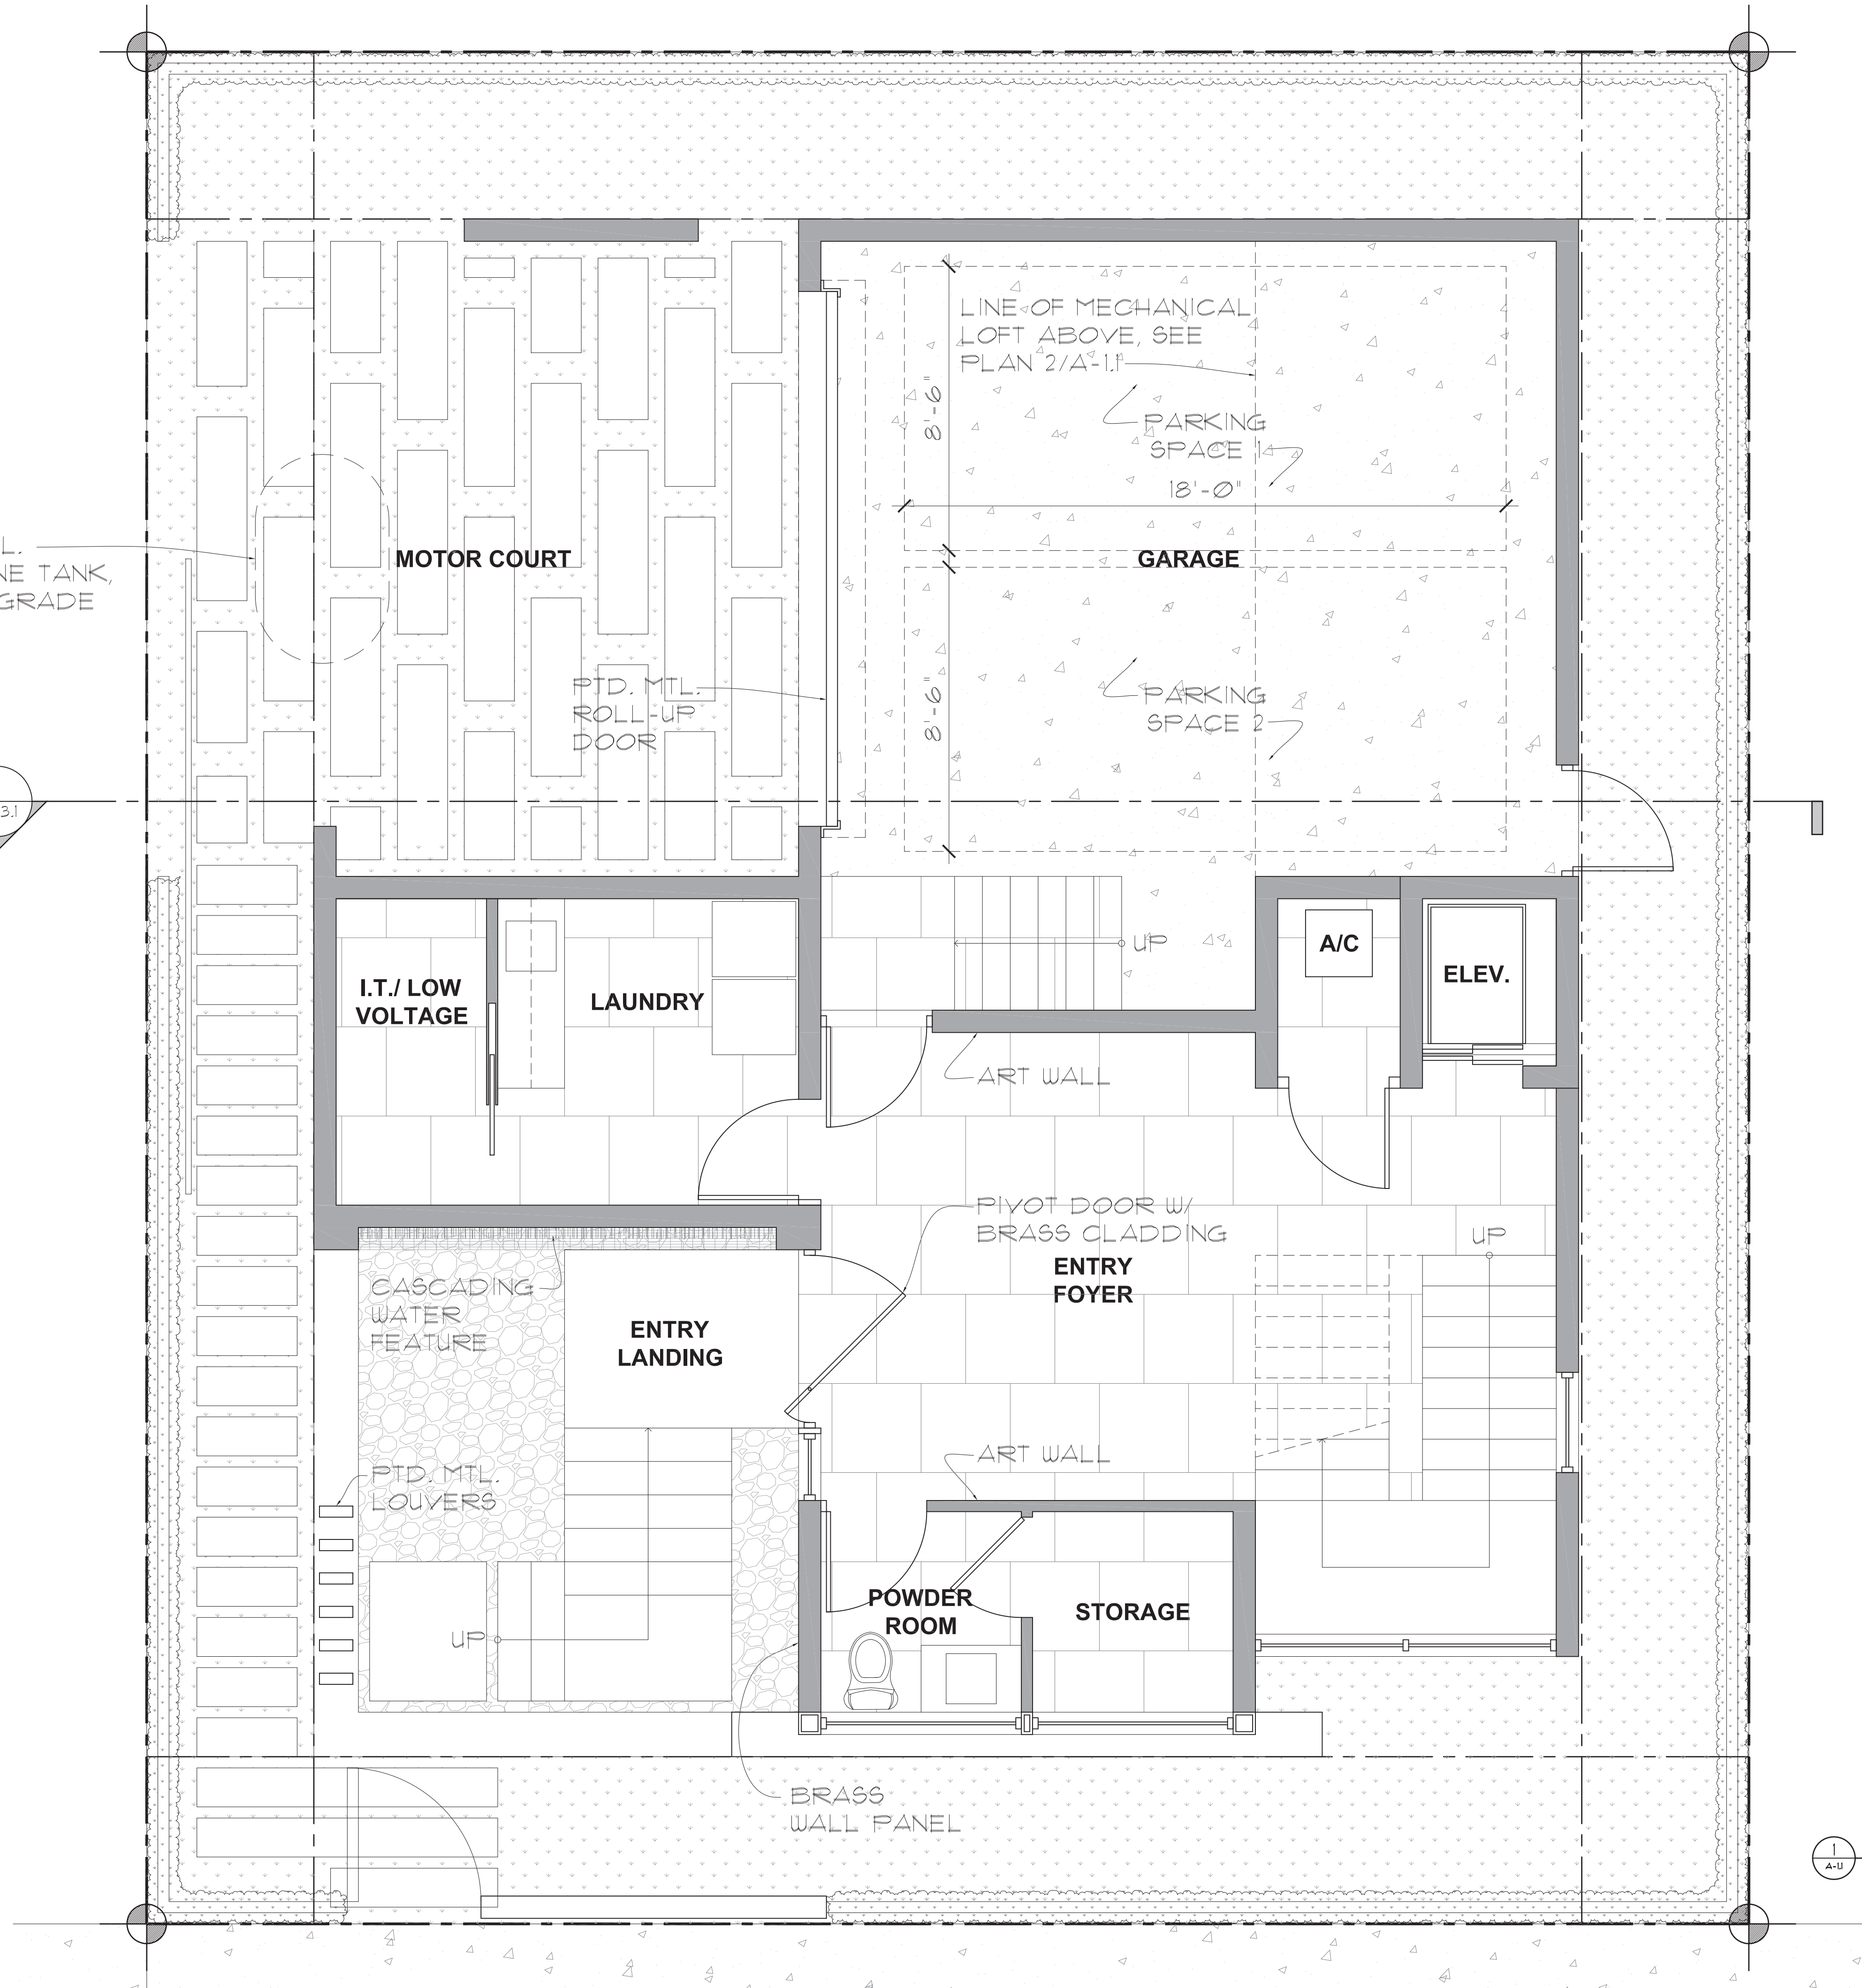 LINE OF MECHANICAL
LOFT ABOVE, SEE
PLAN 2/A-1.1
8'-6"
PARKING
SPACE 1
18'-0"
L.
NE TANK,
GRADE
MOTOR COURT
GARAGE
PTD. MTL.
ROLL-UP
DOOR
8'-6"
PARKING
SPACE 2
3.1
UP
A/C
ELEV.
I.T./ LOW
VOLTAGE
LAUNDRY
ART WALL
PIVOT DOOR W/
BRASS CLADDING
ENTRY
FOYER
UP
CASCADING
WATER
FEATURE
ENTRY
LANDING
ART WALL
PTD. MTL.
LOUVERS
POWDER
ROOM
STORAGE
UP
BRASS
WALL PANEL
1
A-1.1